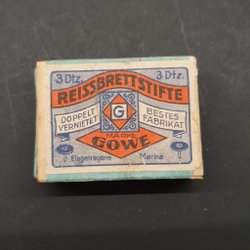 3 Dtz. 3 Dtz.
REISSBRETTSTIFTE
DOPPELT VERNIETET
G
BESTES FABRIKAT
MARKE
GOWE
Eingetragene Marke